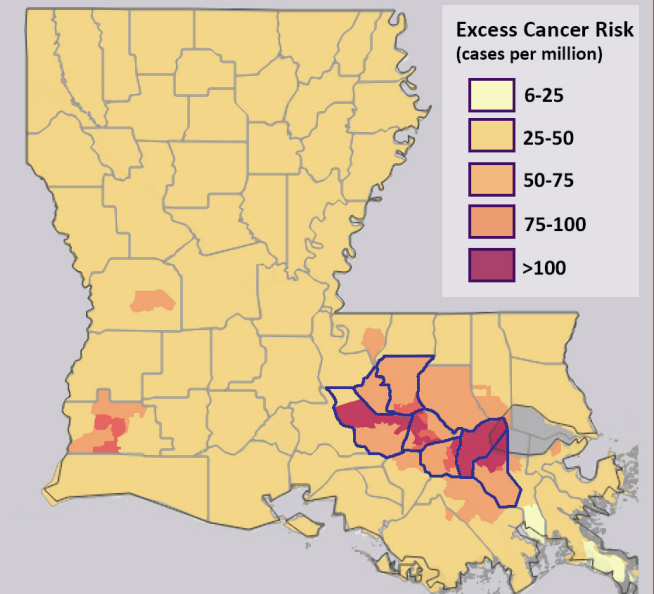 Excess Cancer Risk
(cases per million)
6-25
25-50
50-75
75-100
>100